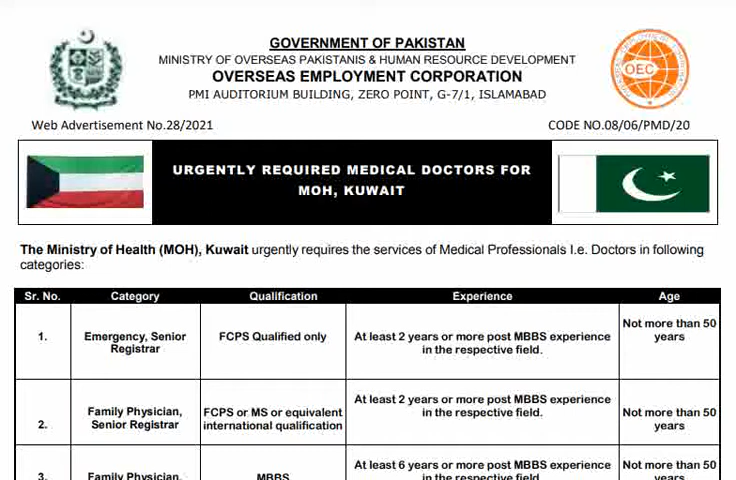 GOVERNMENT OF PAKISTAN
MINISTRY OF OVERSEAS PAKISTANIS & HUMAN RESOURCE DEVELOPMENT
OVERSEAS EMPLOYMENT CORPORATION
PMI AUDITORIUM BUILDING, ZERO POINT, G-7/1, ISLAMABAD
OEC
Web Advertisement No.28/2021
CODE NO.08/06/PMD/20
URGENTLY REQUIRED MEDICAL DOCTORS FOR
MOH, KUWAIT
The Ministry of Health (MOH), Kuwait urgently requires the services of Medical Professionals I.e. Doctors in following
categories:
Sr. No. Category Qualification Experience Age
1. Emergency, Senior
Registrar
FCPS Qualified only
At least 2 years or more post MBBS experience
in the respective field.
Not more than 50
years
2. Family Physician,
Senior Registrar
FCPS or MS or equivalent
international qualification
At least 2 years or more post MBBS experience
in the respective field.
Not more than 50
years
3. Family Physician,
MBBS
At least 6 years or more post MBBS experience
in the respective field.
Not more than 50
years